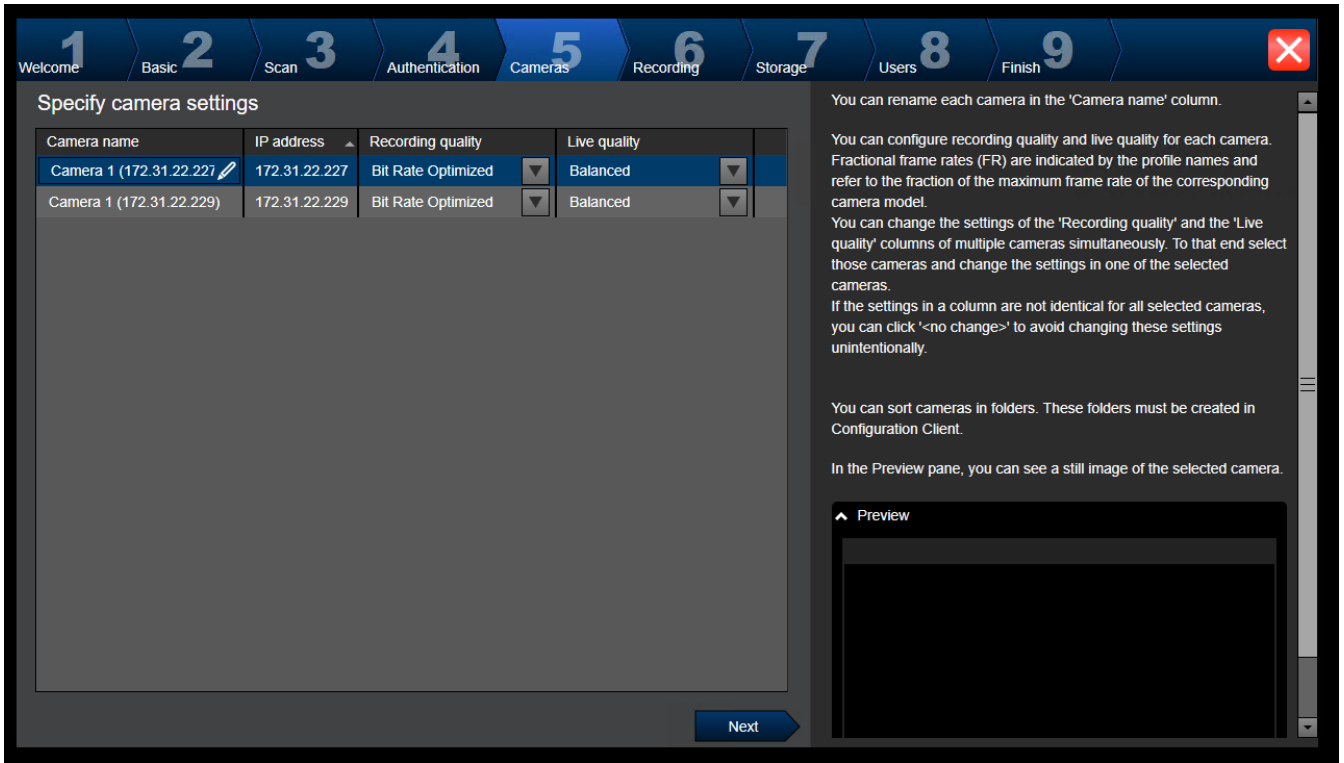 1 Welcome
2 Basic
3 Scan
4 Authentication
5 Cameras
6 Recording
7 Storage
8 Users
9 Finish
Specify camera settings
Camera name IP address Recording quality Live quality
Camera 1 (172.31.22.227 172.31.22.227 Bit Rate Optimized Balanced
Camera 1 (172.31.22.229) 172.31.22.229 Bit Rate Optimized Balanced
Next
You can rename each camera in the 'Camera name' column.
You can configure recording quality and live quality for each camera.
Fractional frame rates (FR) are indicated by the profile names and
refer to the fraction of the maximum frame rate of the corresponding
camera model.
You can change the settings of the 'Recording quality' and the 'Live
quality' columns of multiple cameras simultaneously. To that end select
those cameras and change the settings in one of the selected
cameras.
If the settings in a column are not identical for all selected cameras,
you can click '<no change>' to avoid changing these settings
unintentionally.
You can sort cameras in folders. These folders must be created in
Configuration Client.
In the Preview pane, you can see a still image of the selected camera.
Preview